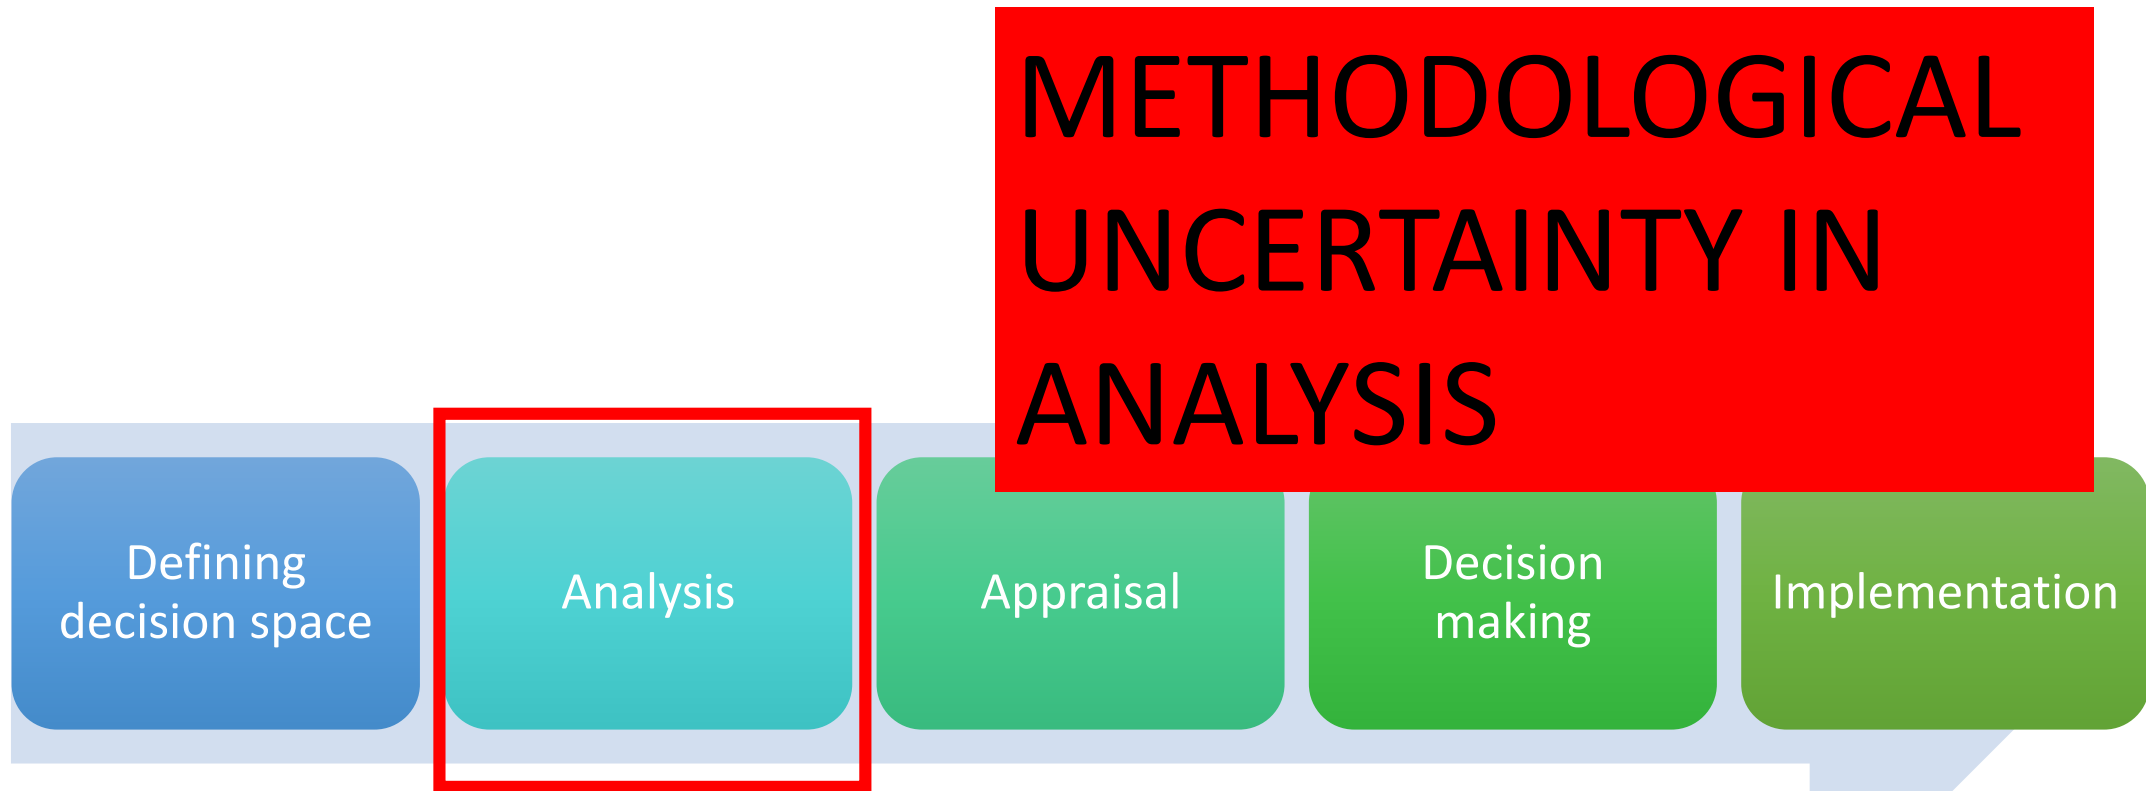 METHODOLOGICAL
UNCERTAINTY IN
ANALYSIS
Defining
decision space
Analysis
Appraisal
Decision
making
Implementation